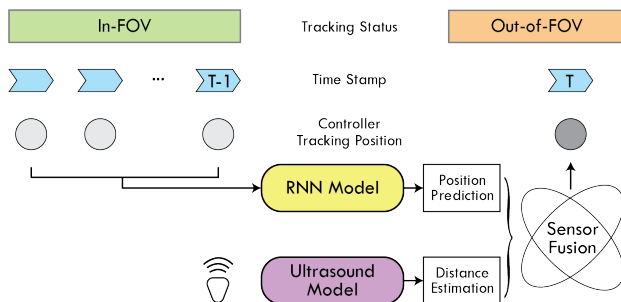 In-FOV
Tracking Status
Out-of-FOV
...
T-1
Time Stamp
T
Controller
Tracking Position
RNN Model
Position
Prediction
Sensor
Fusion
Ultrasound
Model
Distance
Estimation